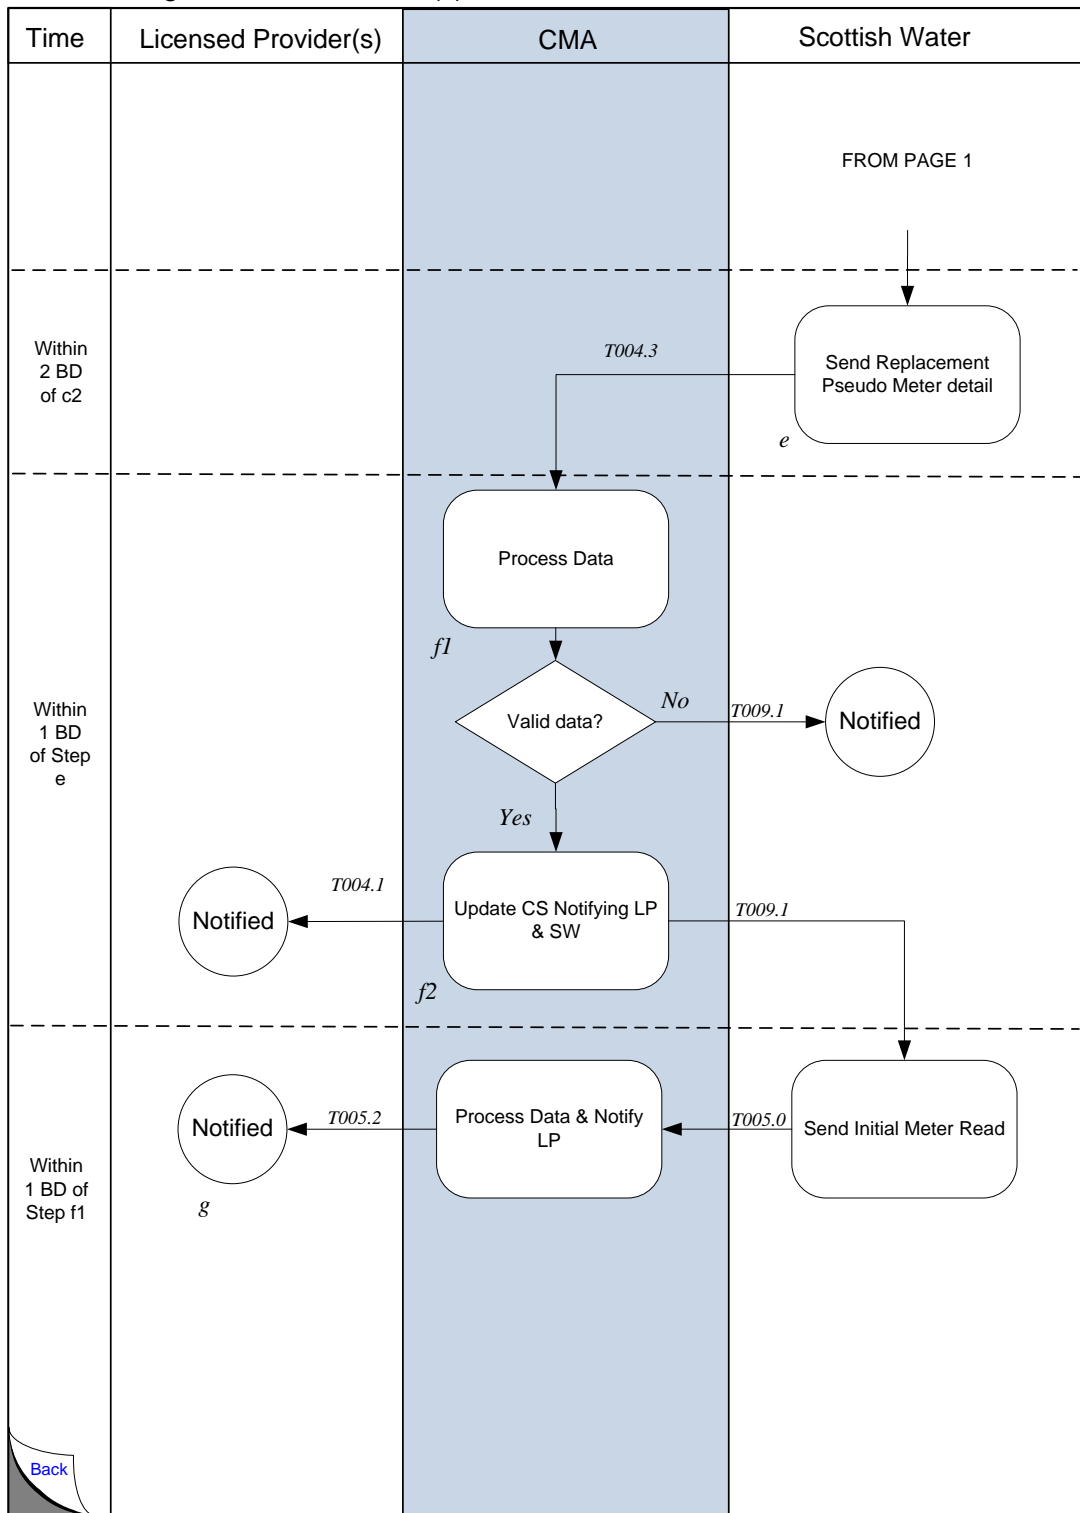 Time
Licensed Provider(s)
CMA
Scottish Water
FROM PAGE 1
Within
2 BD
of c2
T004.3
Send Replacement
Pseudo Meter detail
e
Process Data
f1
Within
1 BD
of Step
e
Valid data?
No
T009.1
Notified
Yes
Notified
T004.1
Update CS Notifying LP
& SW
T009.1
f2
Within
1 BD of
Step f1
Notified
T005.2
Process Data & Notify
LP
T005.0
Send Initial Meter Read
g
Back